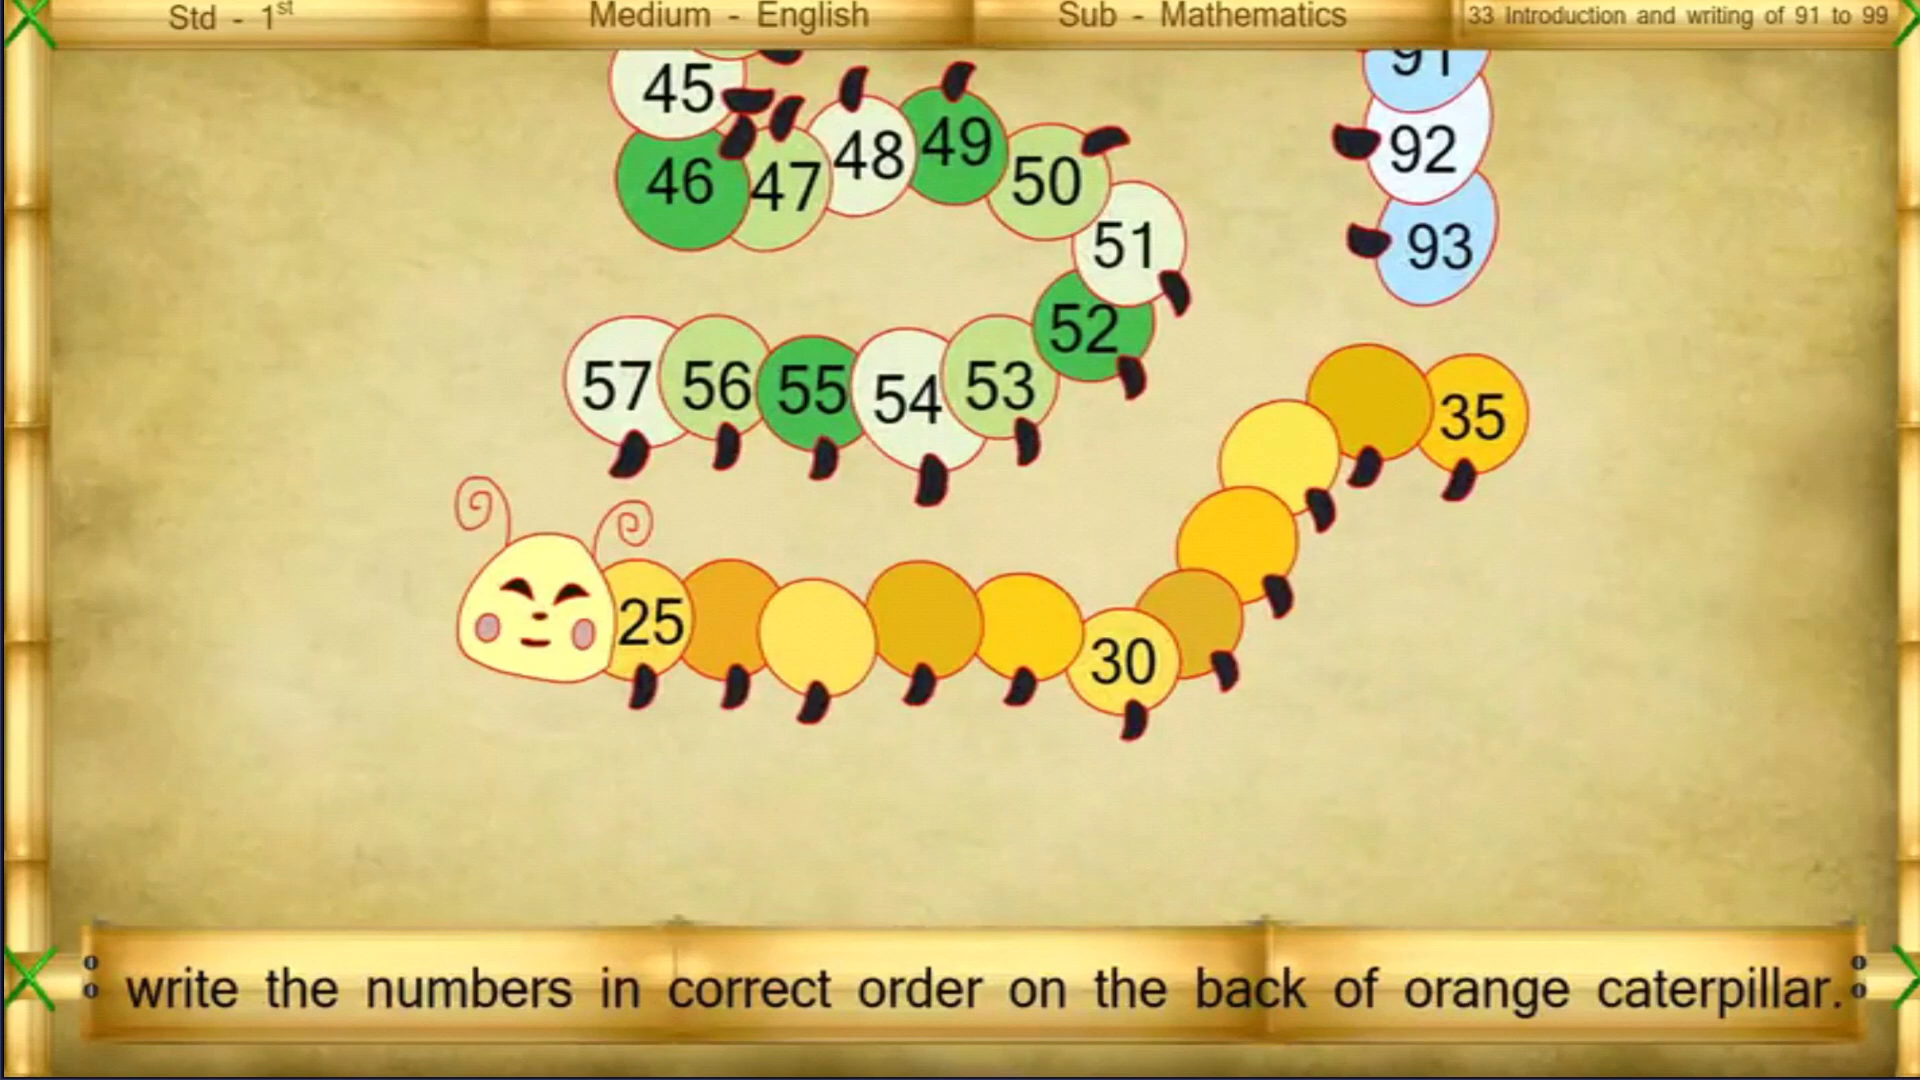 Std - 1st
Medium - English
Sub - Mathematics
33 Introduction and writing of 91 to 99
45
46 47 48 49 50
51
52
57 56 55 54 53
91
92
93
35
25
30
write the numbers in correct order on the back of orange caterpillar.